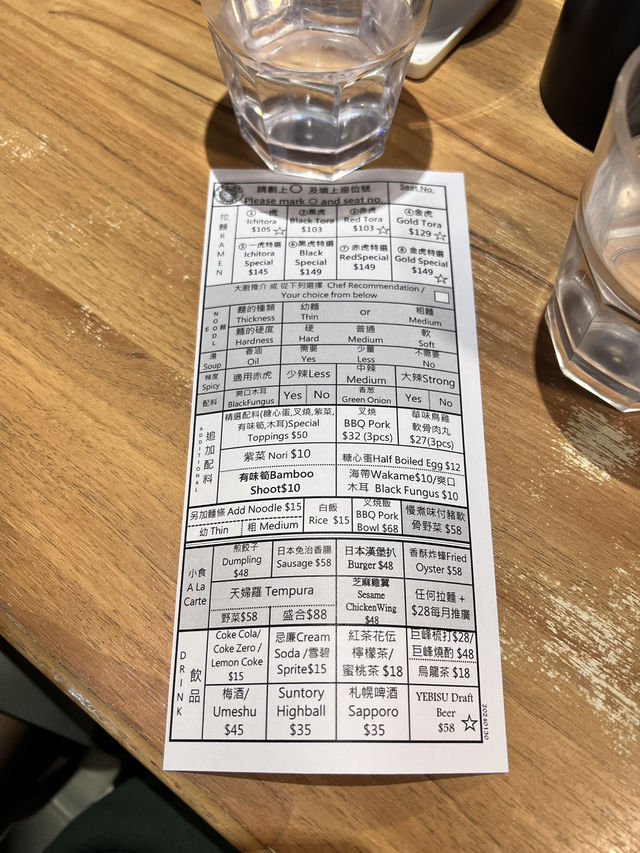 請劃上○ 及填上座位號
Please mark ○ and seat no.
Seat No.
拉麵 RAMEN
① 一虎
Ichitora
$105 ☆
② 黑虎
Black Tora
$103
③ 赤虎
Red Tora
$103 ☆
④ 金虎
Gold Tora
$129 ☆
⑤ 一虎特選
Ichitora
Special
$145
⑥ 黑虎特選
Black
Special
$149
⑦ 赤虎特選
RedSpecial
$149
⑧ 金虎特選
Gold Special
$149 ☆
大廚推介 或 從下列選擇 Chef Recommendation /
Your choice from below
NOODLE 麵
麵的種類
Thickness
幼麵
Thin
or
粗麵
Medium
麵的硬度
Hardness
硬
Hard
普通
Medium
軟
Soft
湯
Soup
香油
Oil
需要
Yes
少量
Less
不需要
No
辣度
Spicy
適用赤虎
少辣Less
中辣
Medium
大辣Strong
配料
爽口木耳
BlackFungus
Yes
No
香葱
Green Onion
Yes
No
ADDITIONAL
追加配料
精選配料(糖心蛋,叉燒,紫菜,
有味筍,木耳)Special
Toppings $50
叉燒
BBQ Pork
$32 (3pcs)
華味烏雞
軟骨肉丸
$27(3pcs)
紫菜 Nori $10
糖心蛋Half Boiled Egg $12
有味筍Bamboo
Shoot$10
海帶Wakame$10/爽口
木耳 Black Fungus $10
另加麵條 Add Noodle $15
幼 Thin
粗 Medium
白飯
Rice $15
叉燒飯
BBQ Pork
Bowl $68
慢煮味付豬軟
骨野菜 $58
小食
A La
Carte
煎餃子
Dumpling
$48
日本免治香腸
Sausage $58
日本漢堡扒
Burger $48
香酥炸蠔Fried
Oyster $58
天婦羅 Tempura
野菜$58
盛合$88
芝麻雞翼
Sesame
ChickenWing
$48
任何拉麵 +
$28每月推廣
DRINK
飲品
Coke Cola/
Coke Zero /
Lemon Coke
$15
忌廉Cream
Soda /雪碧
Sprite$15
紅茶花伝
檸檬茶/
蜜桃茶 $18
巨峰梳打$28/
巨峰燒酌 $48
烏龍茶 $18
梅酒/
Umeshu
$45
Suntory
Highball
$35
札幌啤酒
Sapporo
$35
YEBISU Draft
Beer
$58 ☆
20240130